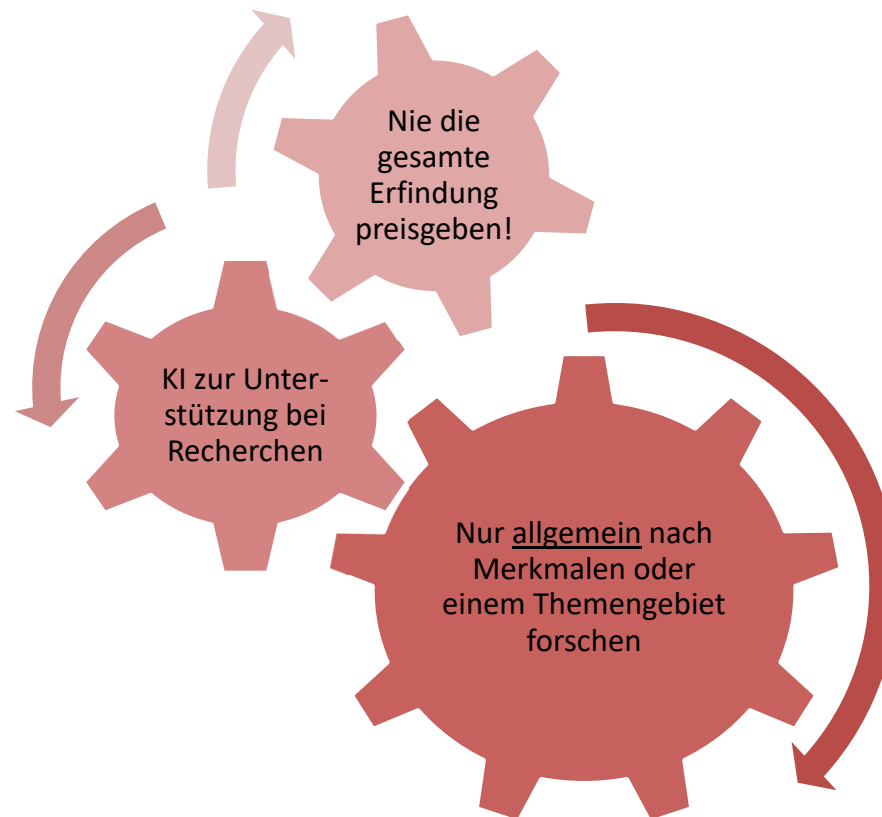 Nie die
gesamte
Erfindung
preisgeben!
KI zur Unter-
stützung bei
Recherchen
Nur allgemein nach
Merkmalen oder
einem Themengebiet
forschen